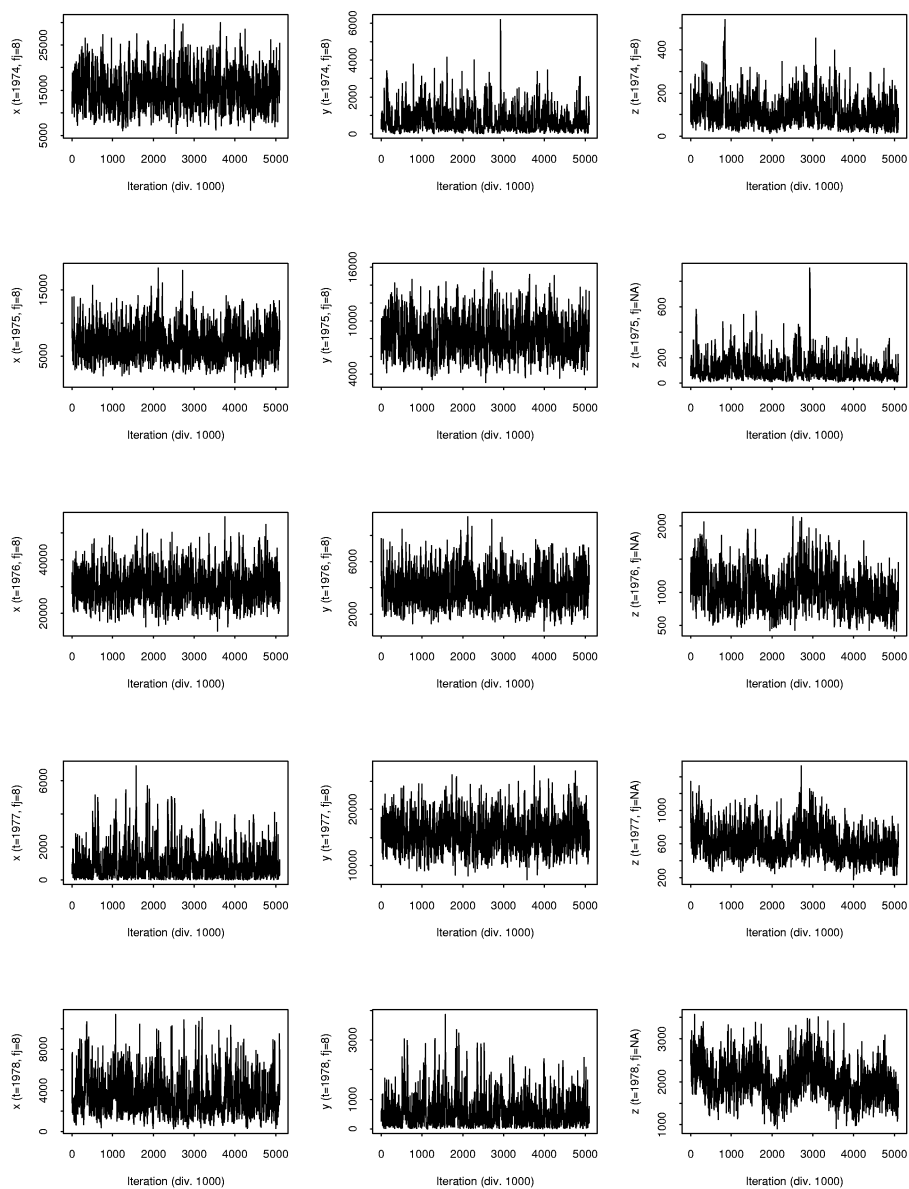 x (t=1974, fj=8)
5000 15000 25000
0 1000 2000 3000 4000 5000
Iteration (div. 1000)
y (t=1974, fj=8)
0 2000 4000 6000
0 1000 2000 3000 4000 5000
Iteration (div. 1000)
z (t=1974, fj=8)
0 200 400
0 1000 2000 3000 4000 5000
Iteration (div. 1000)
x (t=1975, fj=8)
5000 15000
0 1000 2000 3000 4000 5000
Iteration (div. 1000)
y (t=1975, fj=8)
4000 10000 16000
0 1000 2000 3000 4000 5000
Iteration (div. 1000)
z (t=1975, fj=NA)
0 200 600
0 1000 2000 3000 4000 5000
Iteration (div. 1000)
x (t=1976, fj=8)
20000 40000
0 1000 2000 3000 4000 5000
Iteration (div. 1000)
y (t=1976, fj=8)
2000 6000
0 1000 2000 3000 4000 5000
Iteration (div. 1000)
z (t=1976, fj=NA)
500 1000 2000
0 1000 2000 3000 4000 5000
Iteration (div. 1000)
x (t=1977, fj=8)
0 2000 6000
0 1000 2000 3000 4000 5000
Iteration (div. 1000)
y (t=1977, fj=8)
10000 20000
0 1000 2000 3000 4000 5000
Iteration (div. 1000)
z (t=1977, fj=NA)
200 600 1000
0 1000 2000 3000 4000 5000
Iteration (div. 1000)
x (t=1978, fj=8)
0 4000 8000
0 1000 2000 3000 4000 5000
Iteration (div. 1000)
y (t=1978, fj=8)
0 1000 3000
0 1000 2000 3000 4000 5000
Iteration (div. 1000)
z (t=1978, fj=NA)
1000 2000 3000
0 1000 2000 3000 4000 5000
Iteration (div. 1000)